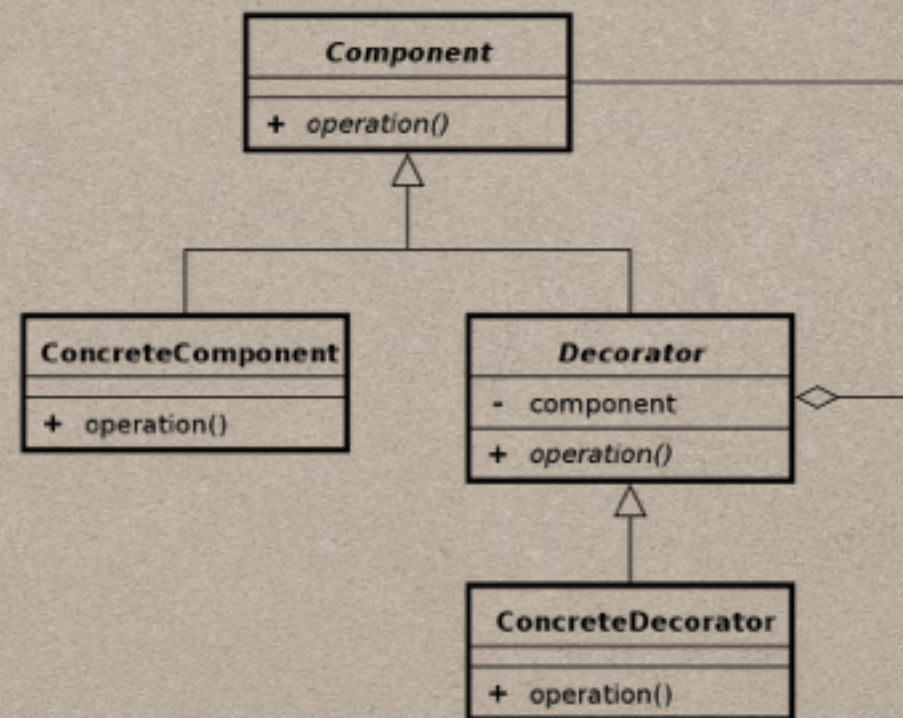 Component
+ operation()
ConcreteComponent
+ operation()
Decorator
- component
+ operation()
ConcreteDecorator
+ operation()